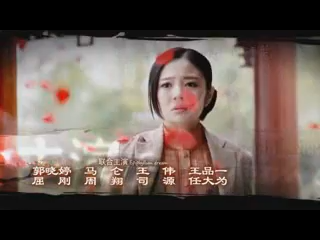 联合主演
郭晓婷 马仑 王伟 王品一
屈刚 周翔 苟源 任大为